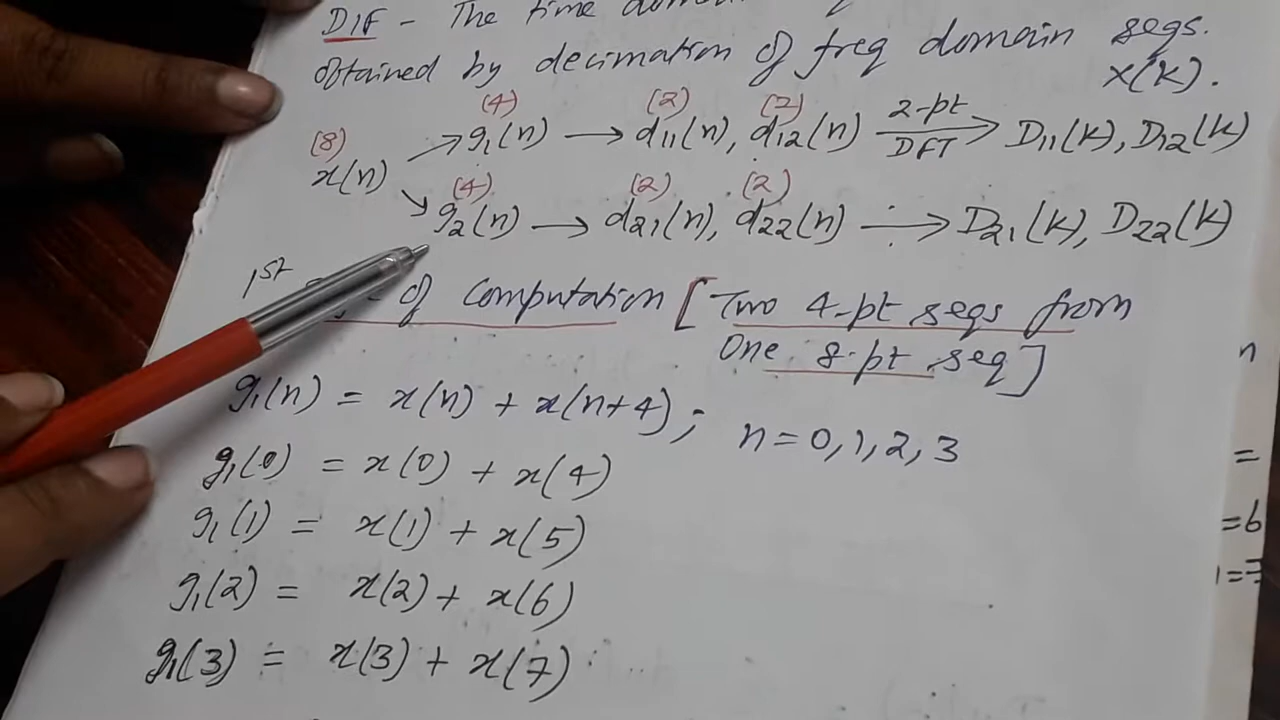 DIF - The time
obtained by decimation of freq domain seqs.
X(K).
(4) (2) (2) 2-pt
(8) → g1(n) → d11(n), d12(n) → D11(K), D12(K)
DFT
x(n)
(4) (2) (2)
g2(n) → d21(n), d22(n) → D21(K), D22(K)
1st of Computation [Two 4-pt seqs from
One 8-pt seq]
n
g1(n) = x(n) + x(n+4); n = 0, 1, 2, 3
g1(0) = x(0) + x(4) =
g1(1) = x(1) + x(5) =6
g1(2) = x(2) + x(6)
g1(3) = x(3) + x(7)